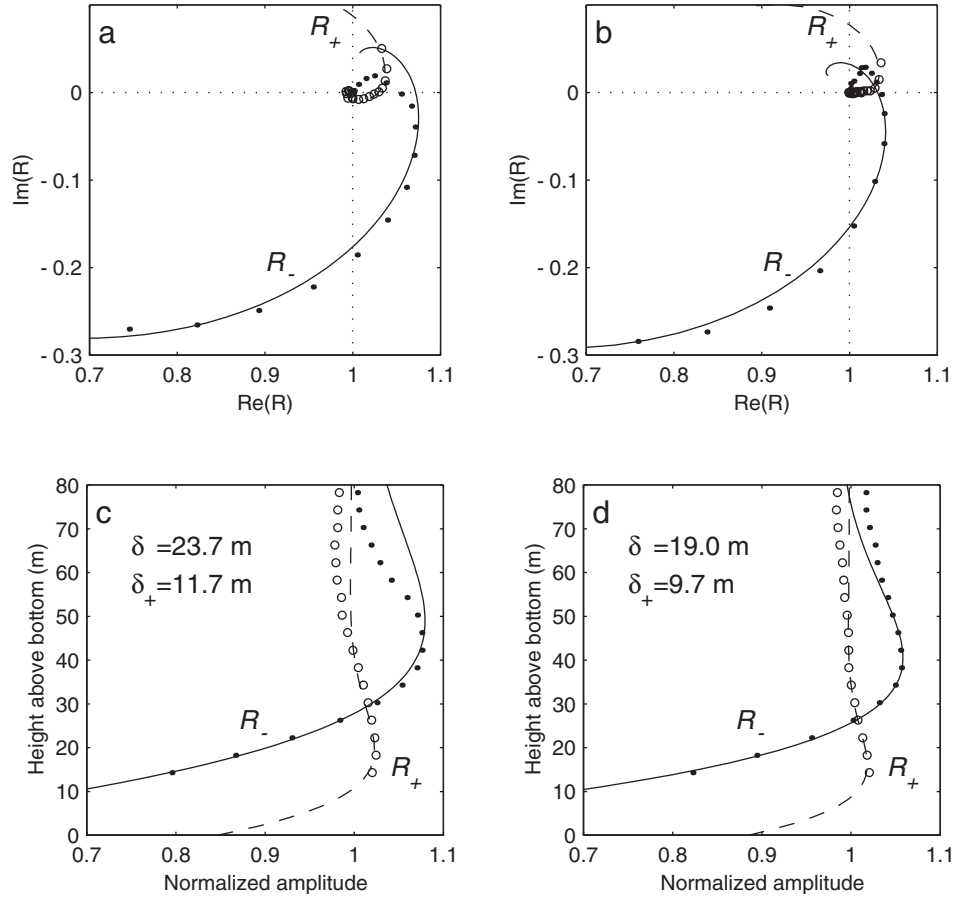 a
R+
0.1
0
- 0.1
- 0.2
- 0.3
Im(R)
R-
0.7 0.8 0.9 1 1.1
Re(R)
b
R+
0
- 0.1
- 0.2
- 0.3
Im(R)
R-
0.7 0.8 0.9 1 1.1
Re(R)
c
80
70
60
50
40
30
20
10
0
Height above bottom (m)
δ =23.7 m
δ+=11.7 m
R-
R+
0.7 0.8 0.9 1 1.1
Normalized amplitude
d
80
70
60
50
40
30
20
10
0
Height above bottom (m)
δ =19.0 m
δ+=9.7 m
R-
R+
0.7 0.8 0.9 1 1.1
Normalized amplitude